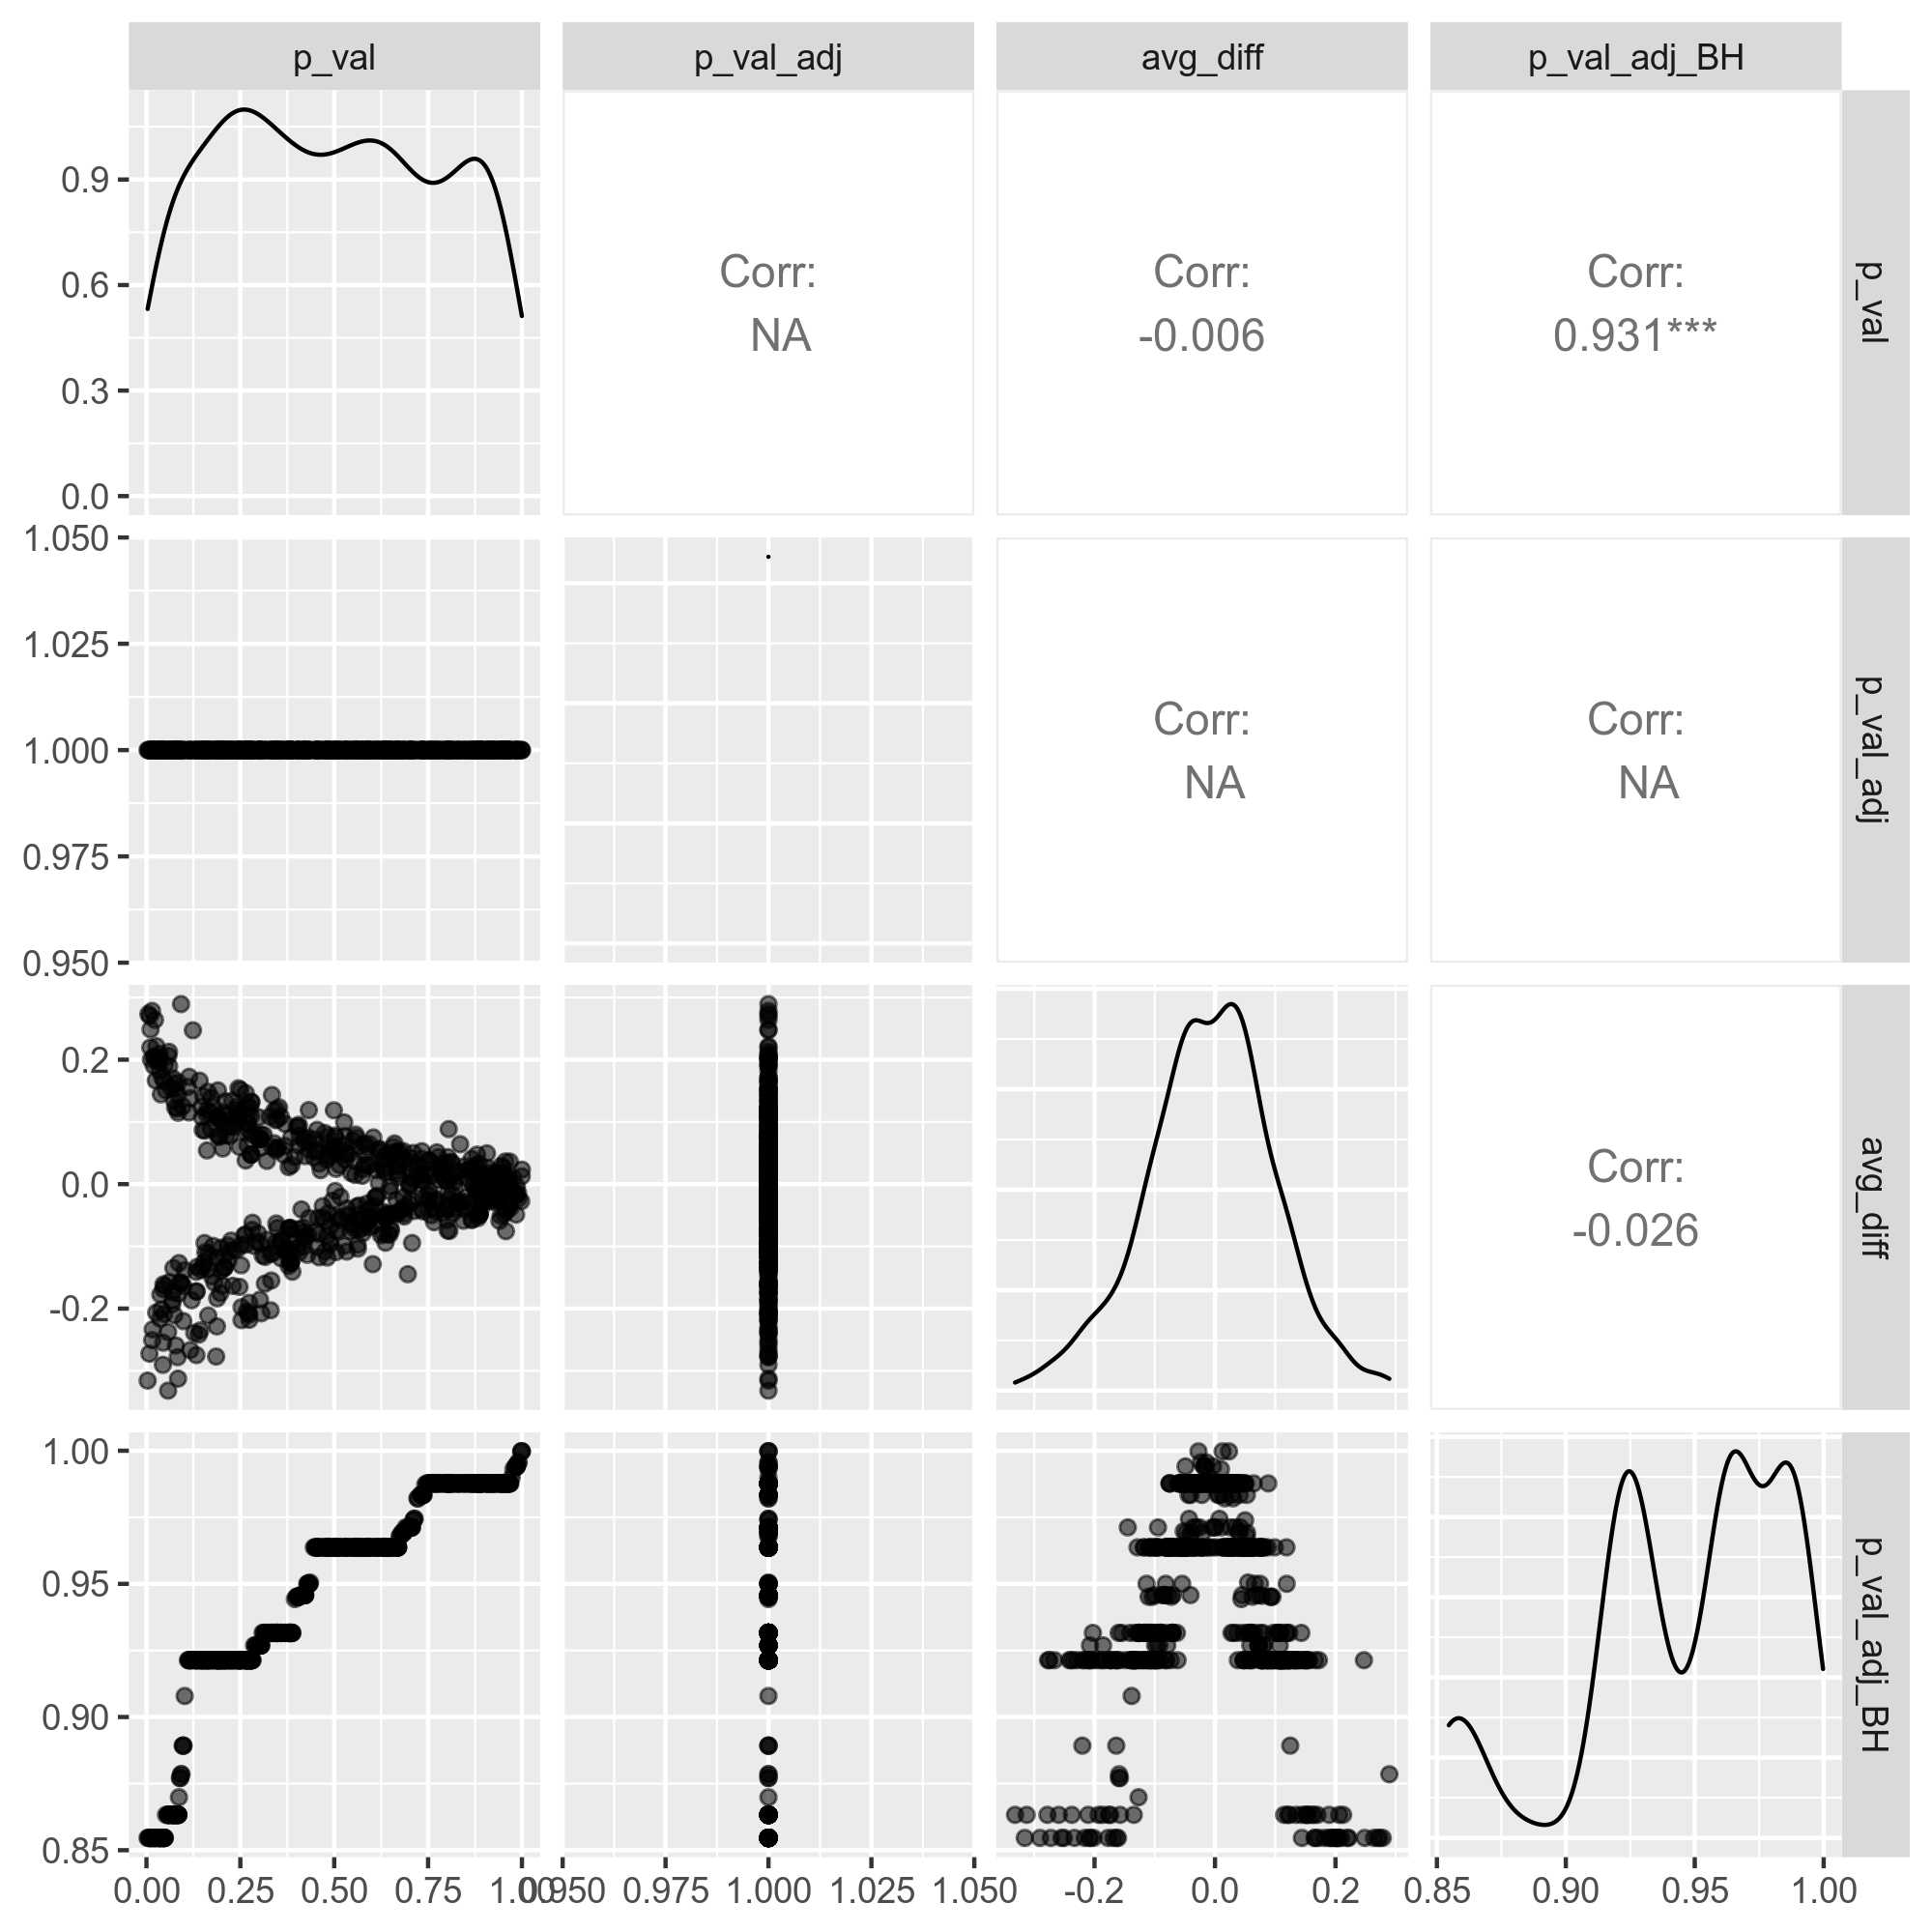 p_val p_val_adj avg_diff p_val_adj_BH
0.9
0.6
0.3
0.0
Corr:
NA
Corr:
-0.006
Corr:
0.931***
p_val
1.050
1.025
1.000
0.975
0.950
Corr:
NA
Corr:
NA
p_val_adj
0.2
0.0
-0.2
Corr:
-0.026
avg_diff
1.00
0.95
0.90
0.85
p_val_adj_BH
0.00 0.25 0.50 0.75 1.00
0.950 0.975 1.000 1.025 1.050
-0.2 0.0 0.2
0.85 0.90 0.95 1.00